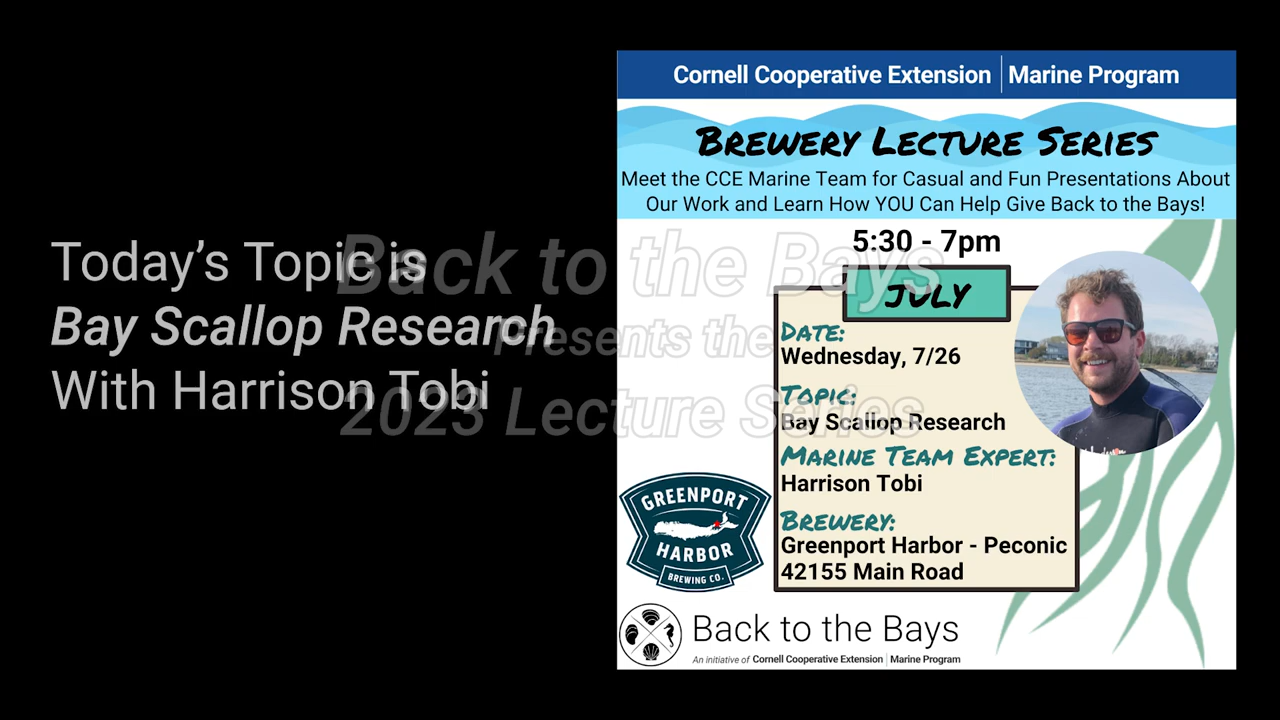 Today's Topic is
Bay Scallop Research
With Harrison Tobi
Back to the Bays
Presents the
2023 Lecture Series
Cornell Cooperative Extension | Marine Program
BREWERY LECTURE SERIES
Meet the CCE Marine Team for Casual and Fun Presentations About
Our Work and Learn How YOU Can Help Give Back to the Bays!
5:30 - 7pm
JULY
DATE:
Wednesday, 7/26
TOPIC:
Bay Scallop Research
MARINE TEAM EXPERT:
Harrison Tobi
BREWERY:
Greenport Harbor - Peconic
42155 Main Road
GREENPORT
HARBOR
BREWING CO.
Back to the Bays
An initiative of Cornell Cooperative Extension | Marine Program